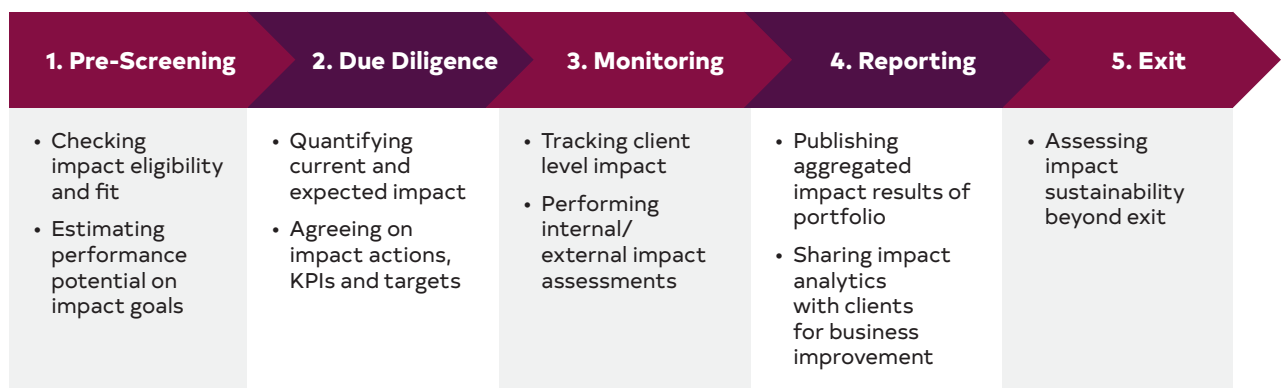 1. Pre-Screening
• Checking
impact eligibility
and fit
• Estimating
performance
potential on
impact goals
2. Due Diligence
• Quantifying
current and
expected impact
• Agreeing on
impact actions,
KPIs and targets
3. Monitoring
• Tracking client
level impact
• Performing
internal/
external impact
assessments
4. Reporting
• Publishing
aggregated
impact results of
portfolio
• Sharing impact
analytics
with clients
for business
improvement
5. Exit
• Assessing
impact
sustainability
beyond exit